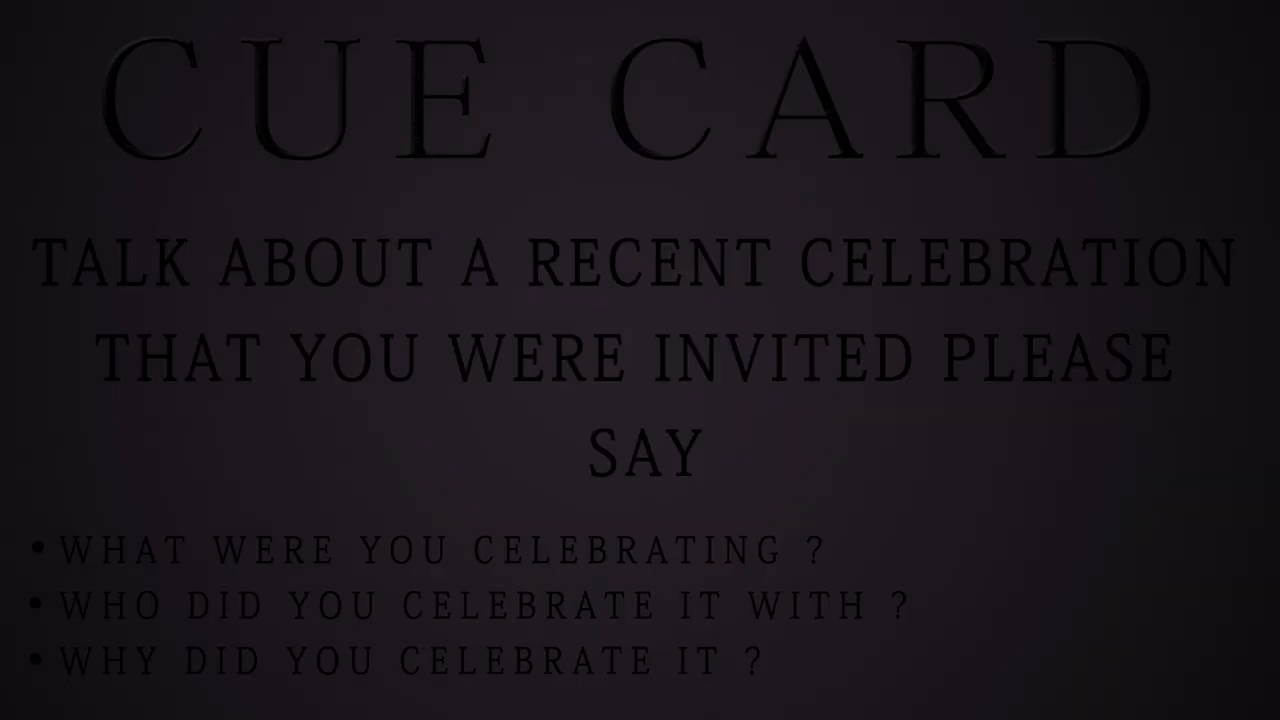 CUE CARD
TALK ABOUT A RECENT CELEBRATION
THAT YOU WERE INVITED PLEASE
SAY
• WHAT WERE YOU CELEBRATING ?
• WHO DID YOU CELEBRATE IT WITH ?
• WHY DID YOU CELEBRATE IT ?